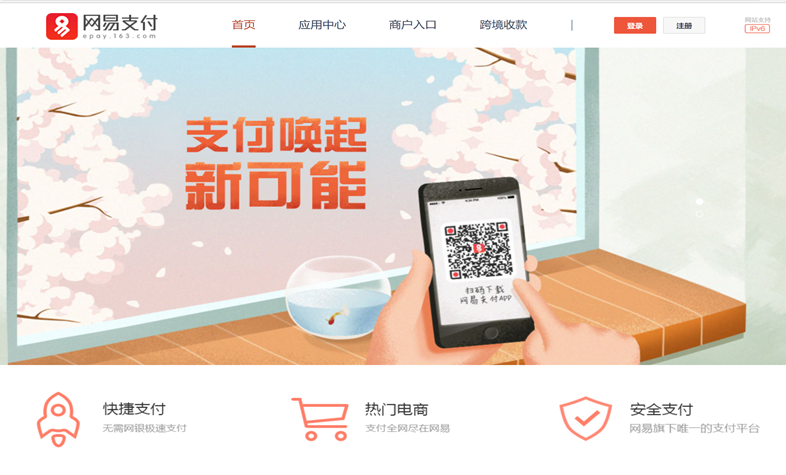 网易支付
epay.163.com
首页
应用中心
商户入口
跨境收款
登录
注册
网站支持
IPv6
支付唤起
新可能
扫码下载
网易支付APP
快捷支付
无需网银极速支付
热门电商
支付全网尽在网易
安全支付
网易旗下唯一的支付平台